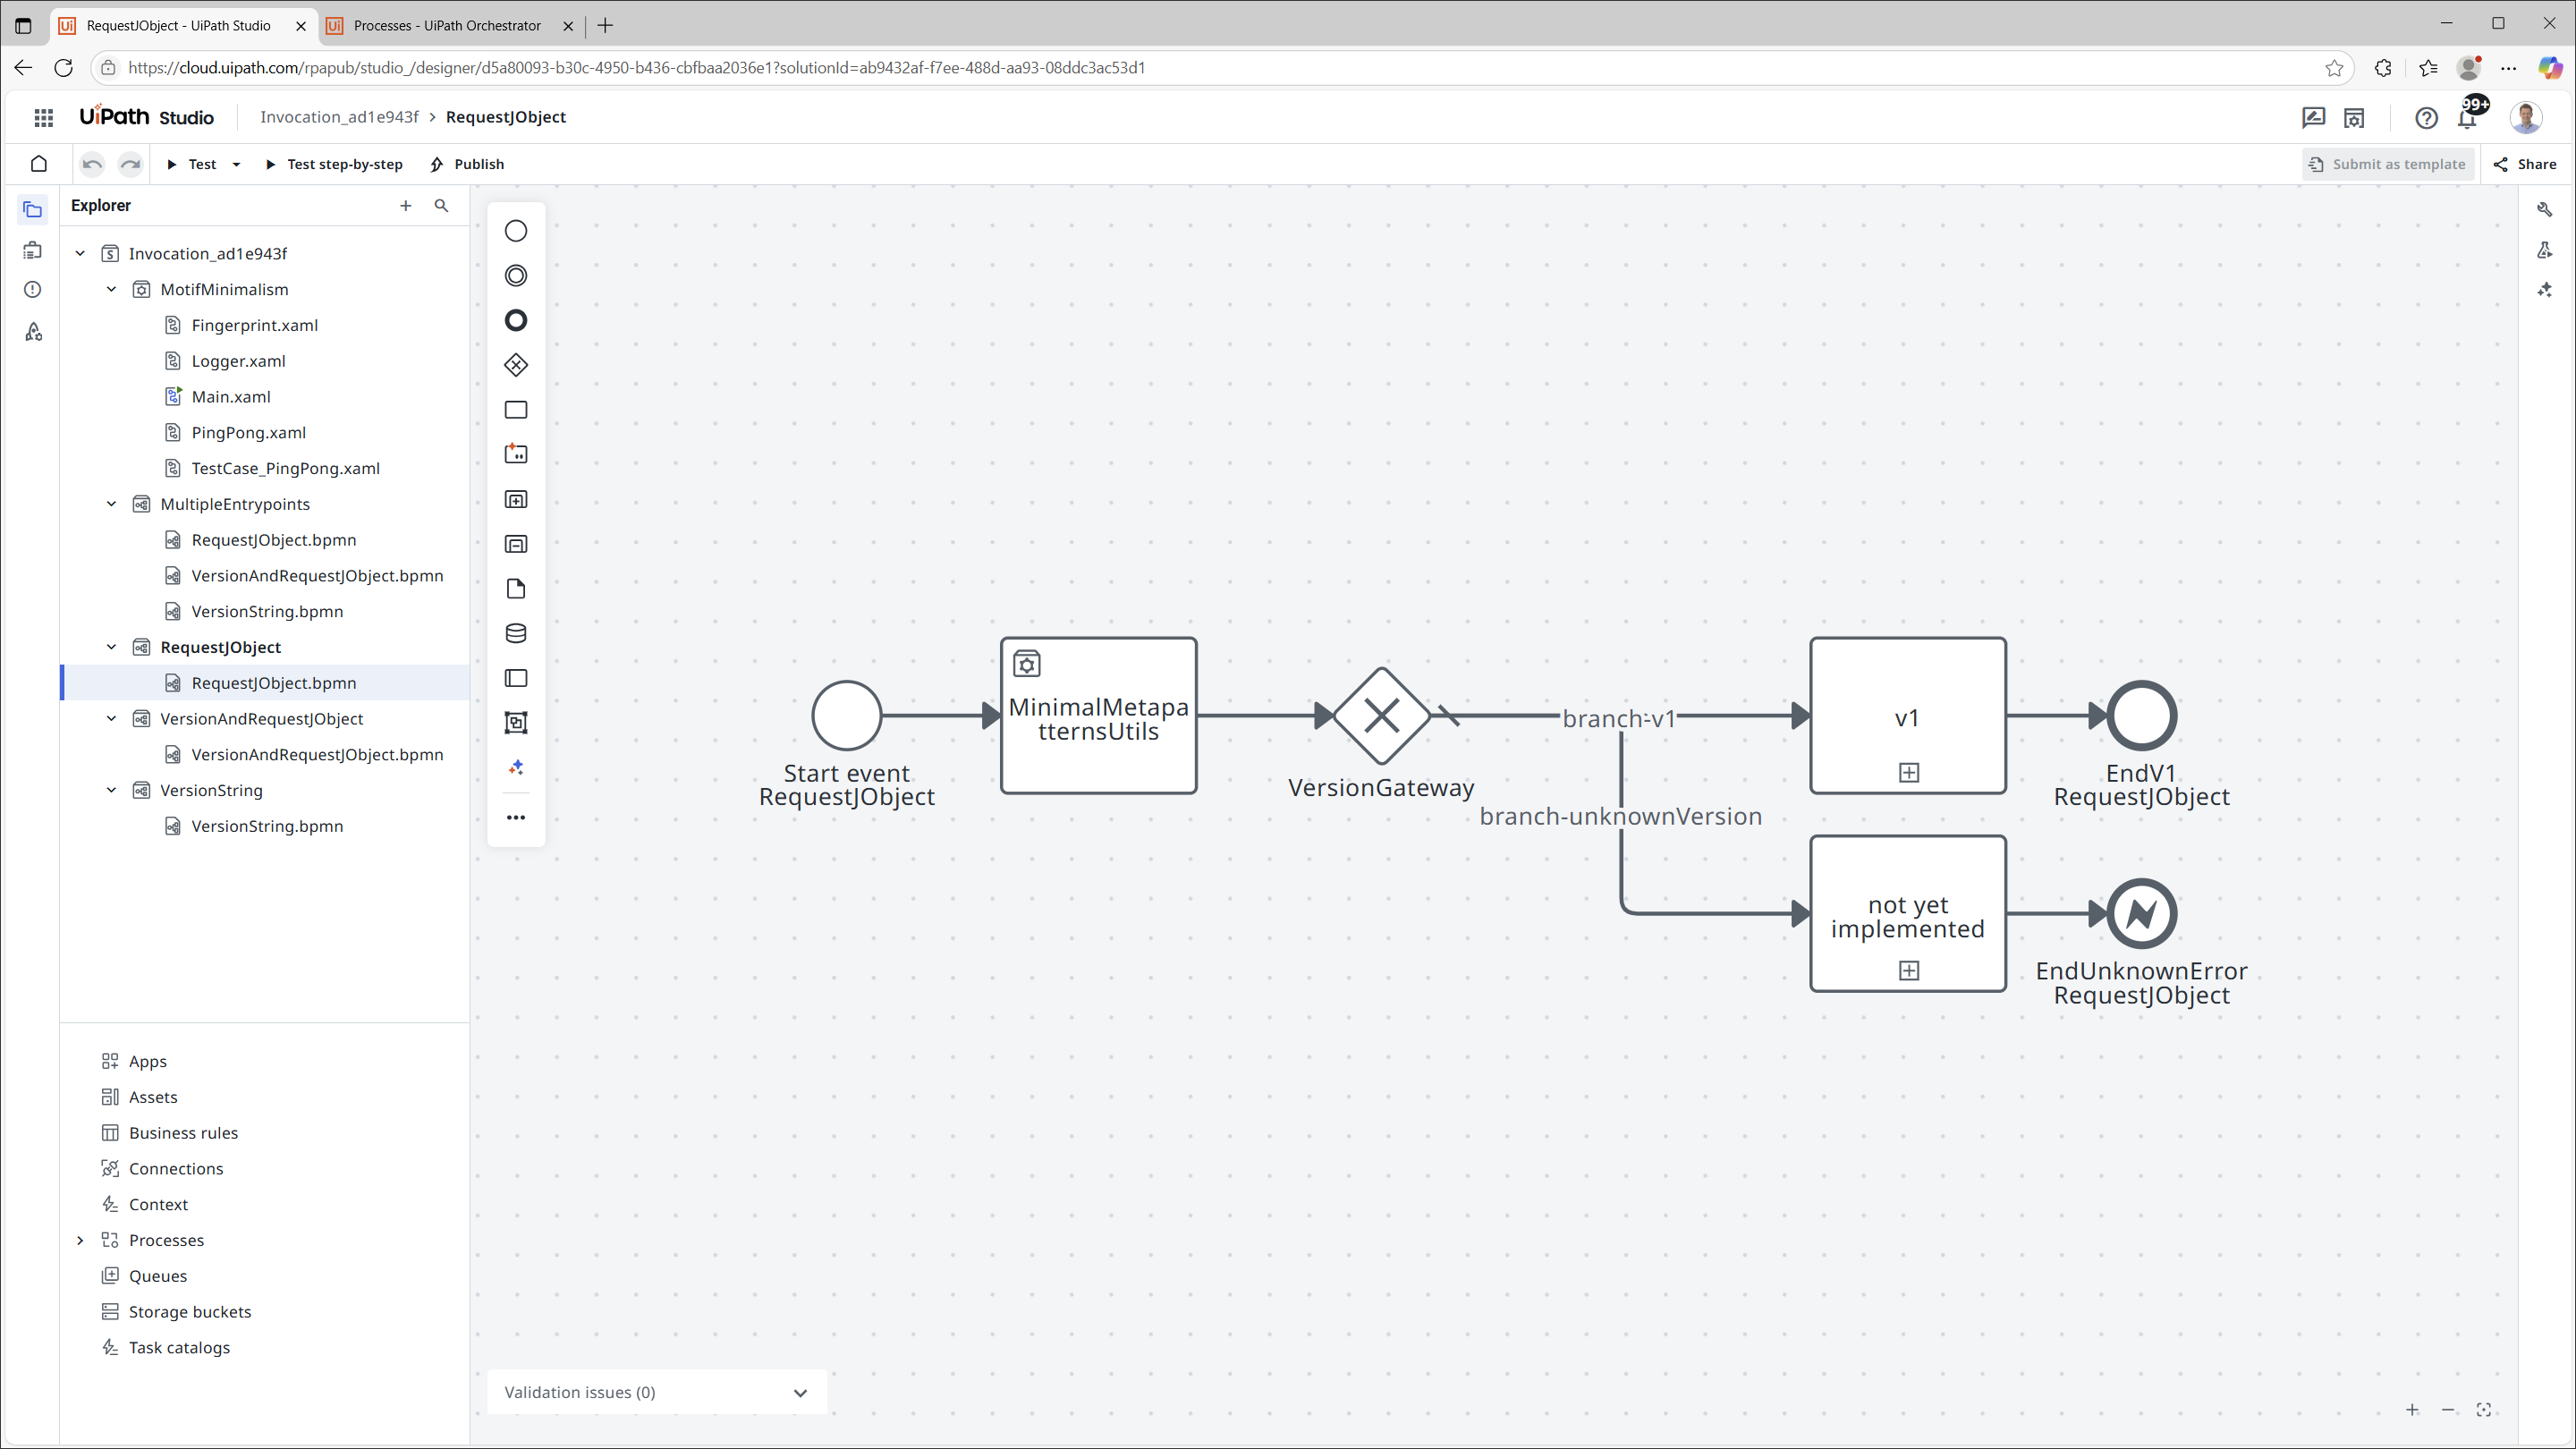 RequestJObject - UiPath Studio
Processes - UiPath Orchestrator
https://cloud.uipath.com/rpapub/studio_/designer/d5a80093-b30c-4950-b436-cbfbaa2036e1?solutionId=ab9432af-f7ee-488d-aa93-08ddc3ac53d1
UiPath Studio
Invocation_ad1e943f > RequestJObject
99+
Test
Test step-by-step
Publish
Submit as template
Share
Explorer
Invocation_ad1e943f
MotifMinimalism
Fingerprint.xaml
Logger.xaml
Main.xaml
PingPong.xaml
TestCase_PingPong.xaml
MultipleEntrypoints
RequestJObject.bpmn
VersionAndRequestJObject.bpmn
VersionString.bpmn
RequestJObject
RequestJObject.bpmn
VersionAndRequestJObject
VersionAndRequestJObject.bpmn
VersionString
VersionString.bpmn
Apps
Assets
Business rules
Connections
Context
Processes
Queues
Storage buckets
Task catalogs
Start event
RequestJObject
MinimalMetapa
tternsUtils
VersionGateway
branch-v1
branch-unknownVersion
v1
EndV1
RequestJObject
not yet
implemented
EndUnknownError
RequestJObject
Validation issues (0)